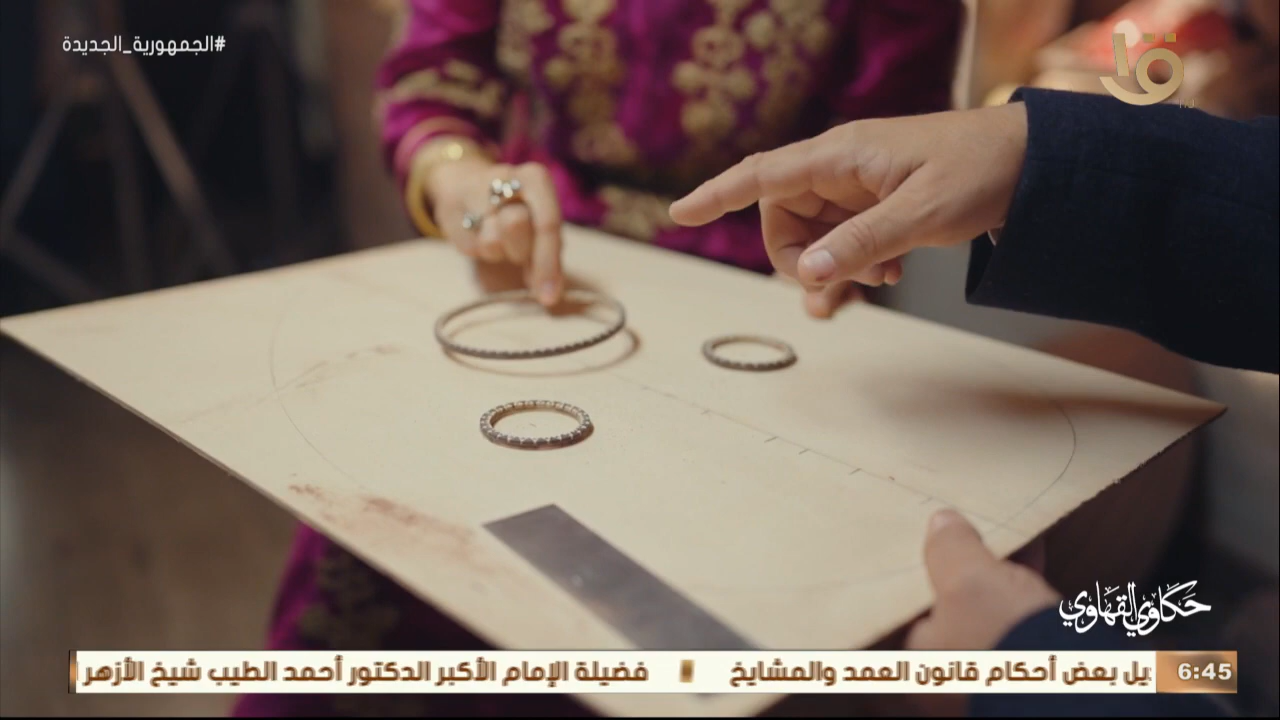 #الجمهورية_الجديدة
حكاوي القهاوي
يل بعض أحكام قانون العمد والمشايخ
فضيلة الإمام الأكبر الدكتور أحمد الطيب شيخ الأزهر
6:45